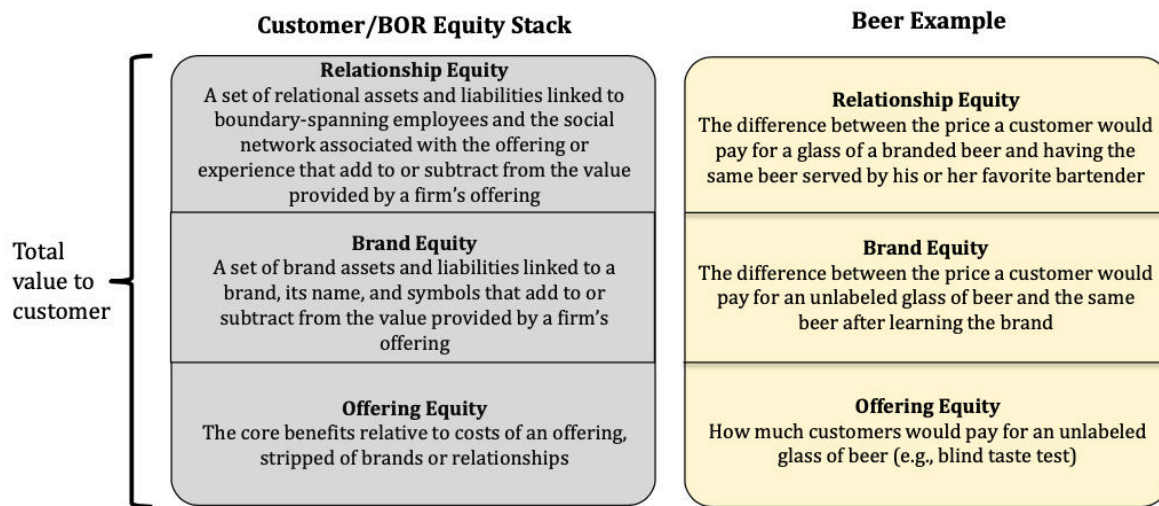 Customer/BOR Equity Stack
Beer Example
Total
value to
customer
Relationship Equity
A set of relational assets and liabilities linked to
boundary-spanning employees and the social
network associated with the offering or
experience that add to or subtract from the value
provided by a firm's offering
Brand Equity
A set of brand assets and liabilities linked to a
brand, its name, and symbols that add to or
subtract from the value provided by a firm's
offering
Offering Equity
The core benefits relative to costs of an offering,
stripped of brands or relationships
Relationship Equity
The difference between the price a customer would
pay for a glass of a branded beer and having the
same beer served by his or her favorite bartender
Brand Equity
The difference between the price a customer would
pay for an unlabeled glass of beer and the same
beer after learning the brand
Offering Equity
How much customers would pay for an unlabeled
glass of beer (e.g., blind taste test)